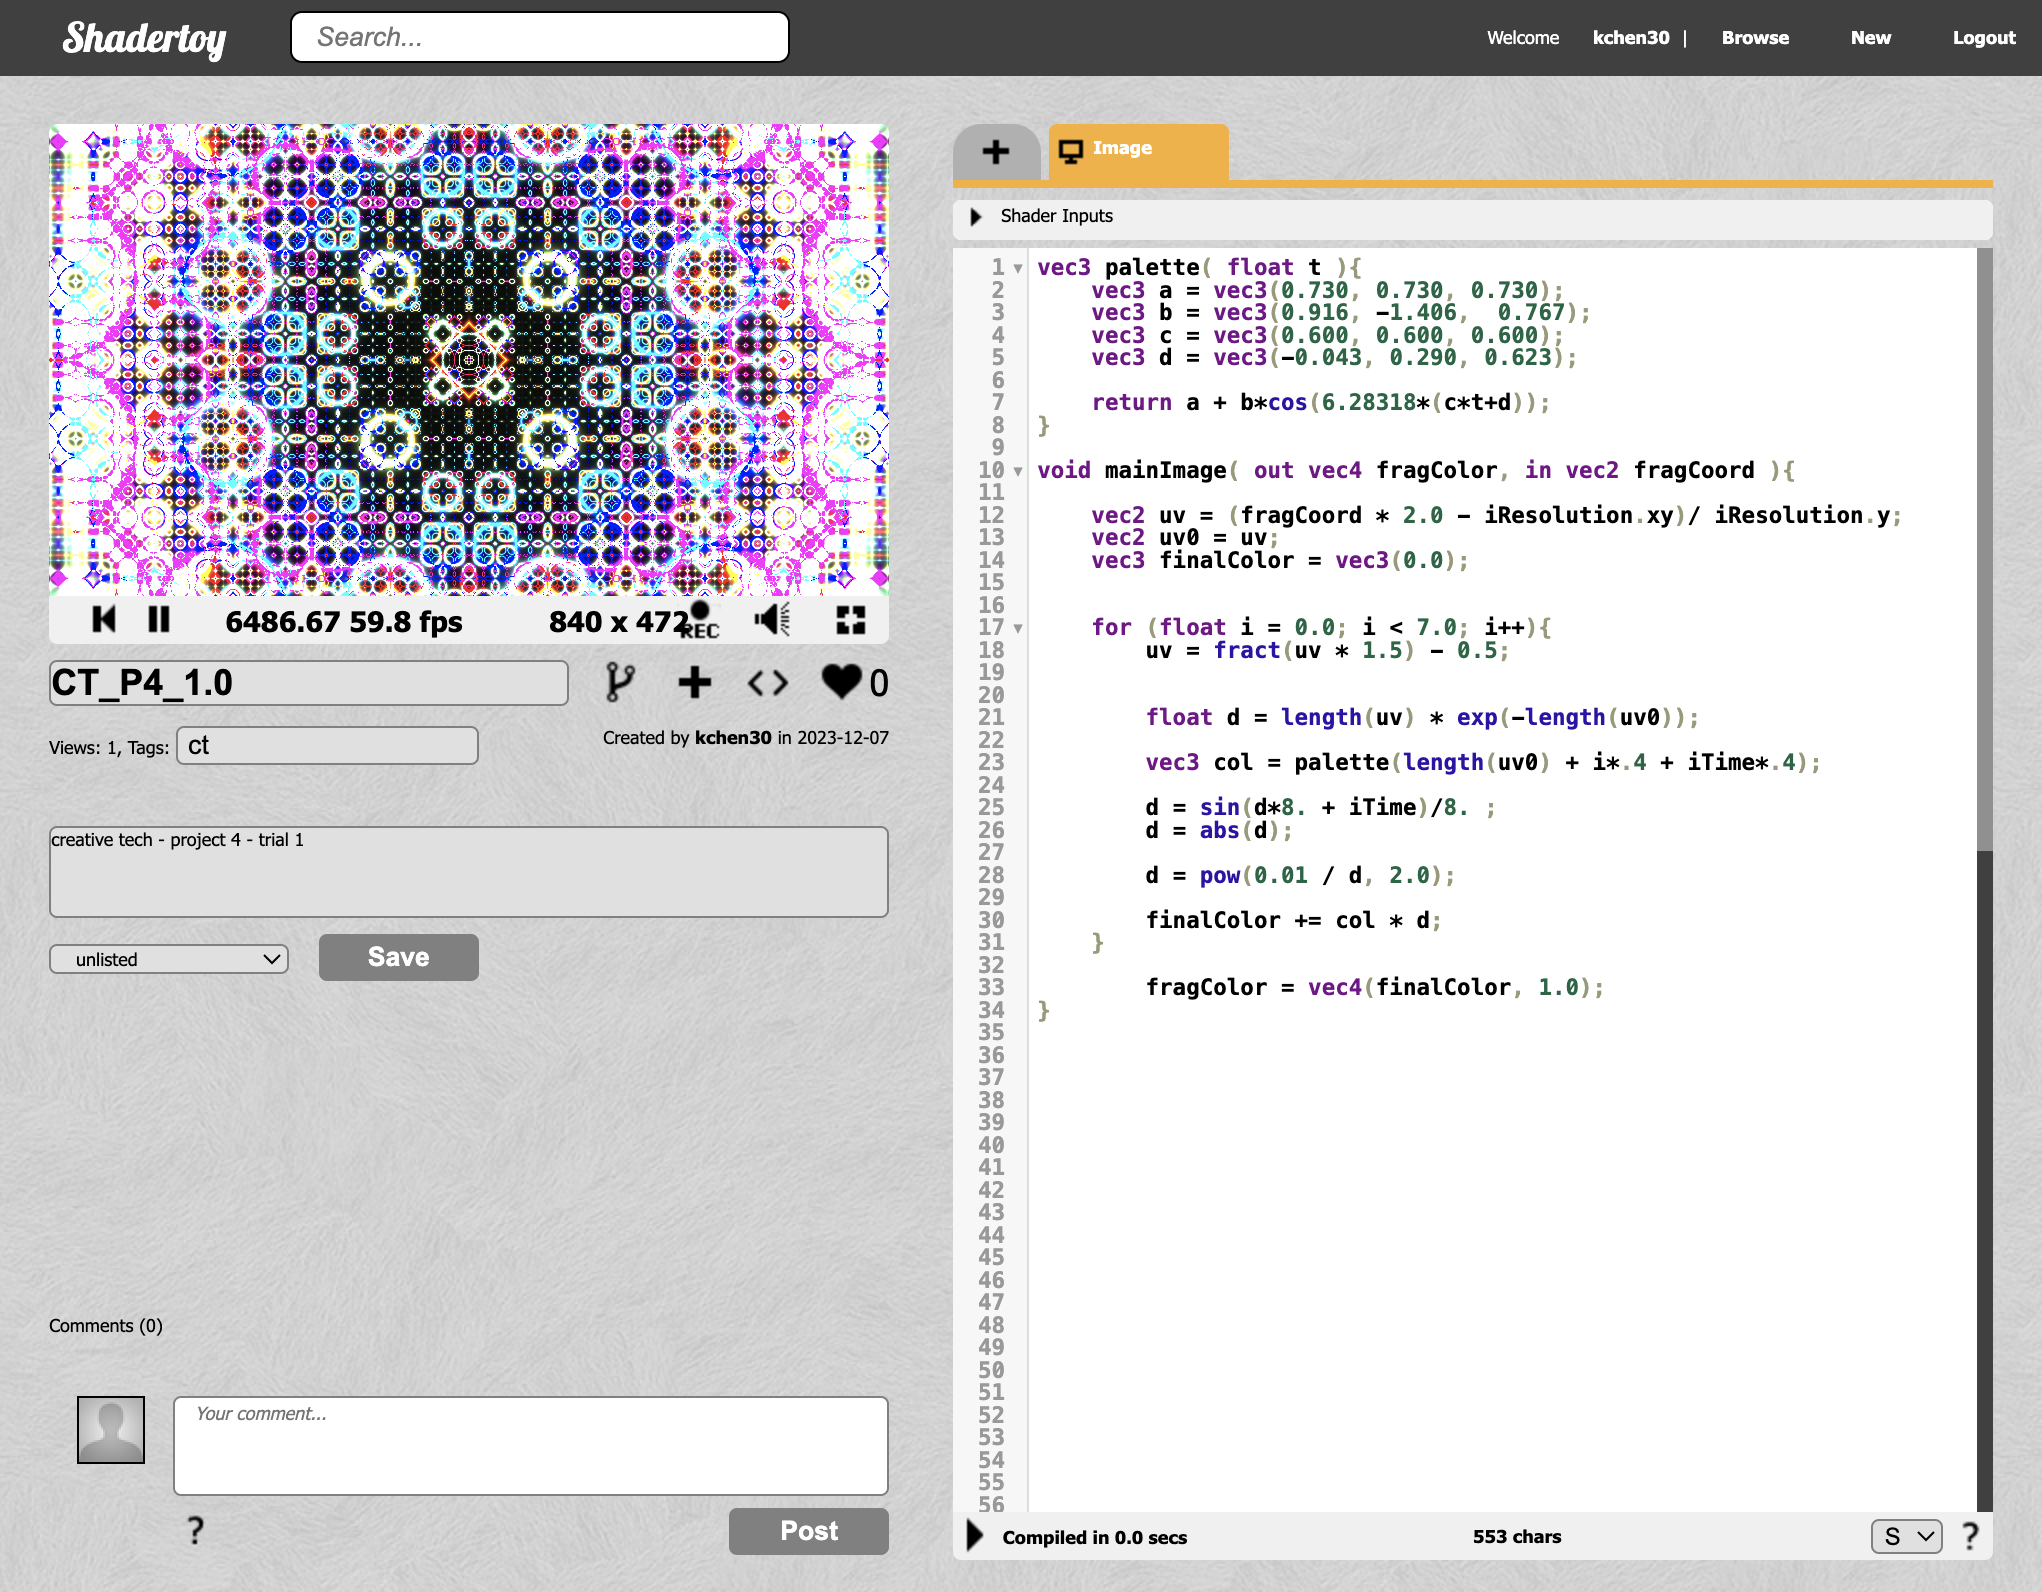 Shadertoy
Search...
Welcome kchen30 | Browse New Logout
6486.67 59.8 fps 840 x 472 REC
CT_P4_1.0
0
Views: 1, Tags: ct
Created by kchen30 in 2023-12-07
creative tech - project 4 - trial 1
unlisted
Save
Comments (0)
Your comment...
?
Post
Image
Shader Inputs
1 vec3 palette( float t ){
2 vec3 a = vec3(0.730, 0.730, 0.730);
3 vec3 b = vec3(0.916, -1.406,  0.767);
4 vec3 c = vec3(0.600, 0.600, 0.600);
5 vec3 d = vec3(-0.043, 0.290, 0.623);
6
7 return a + b*cos(6.28318*(c*t+d));
8 }
9
10 void mainImage( out vec4 fragColor, in vec2 fragCoord ){
11
12 vec2 uv = (fragCoord * 2.0 - iResolution.xy)/ iResolution.y;
13 vec2 uv0 = uv;
14 vec3 finalColor = vec3(0.0);
15
16
17 for (float i = 0.0; i < 7.0; i++){
18 uv = fract(uv * 1.5) - 0.5;
19
20
21 float d = length(uv) * exp(-length(uv0));
22
23 vec3 col = palette(length(uv0) + i*.4 + iTime*.4);
24
25 d = sin(d*8. + iTime)/8. ;
26 d = abs(d);
27
28 d = pow(0.01 / d, 2.0);
29
30 finalColor += col * d;
31 }
32
33 fragColor = vec4(finalColor, 1.0);
34 }
35
36
37
38
39
40
41
42
43
44
45
46
47
48
49
50
51
52
53
54
55
56
Compiled in 0.0 secs 553 chars S ?